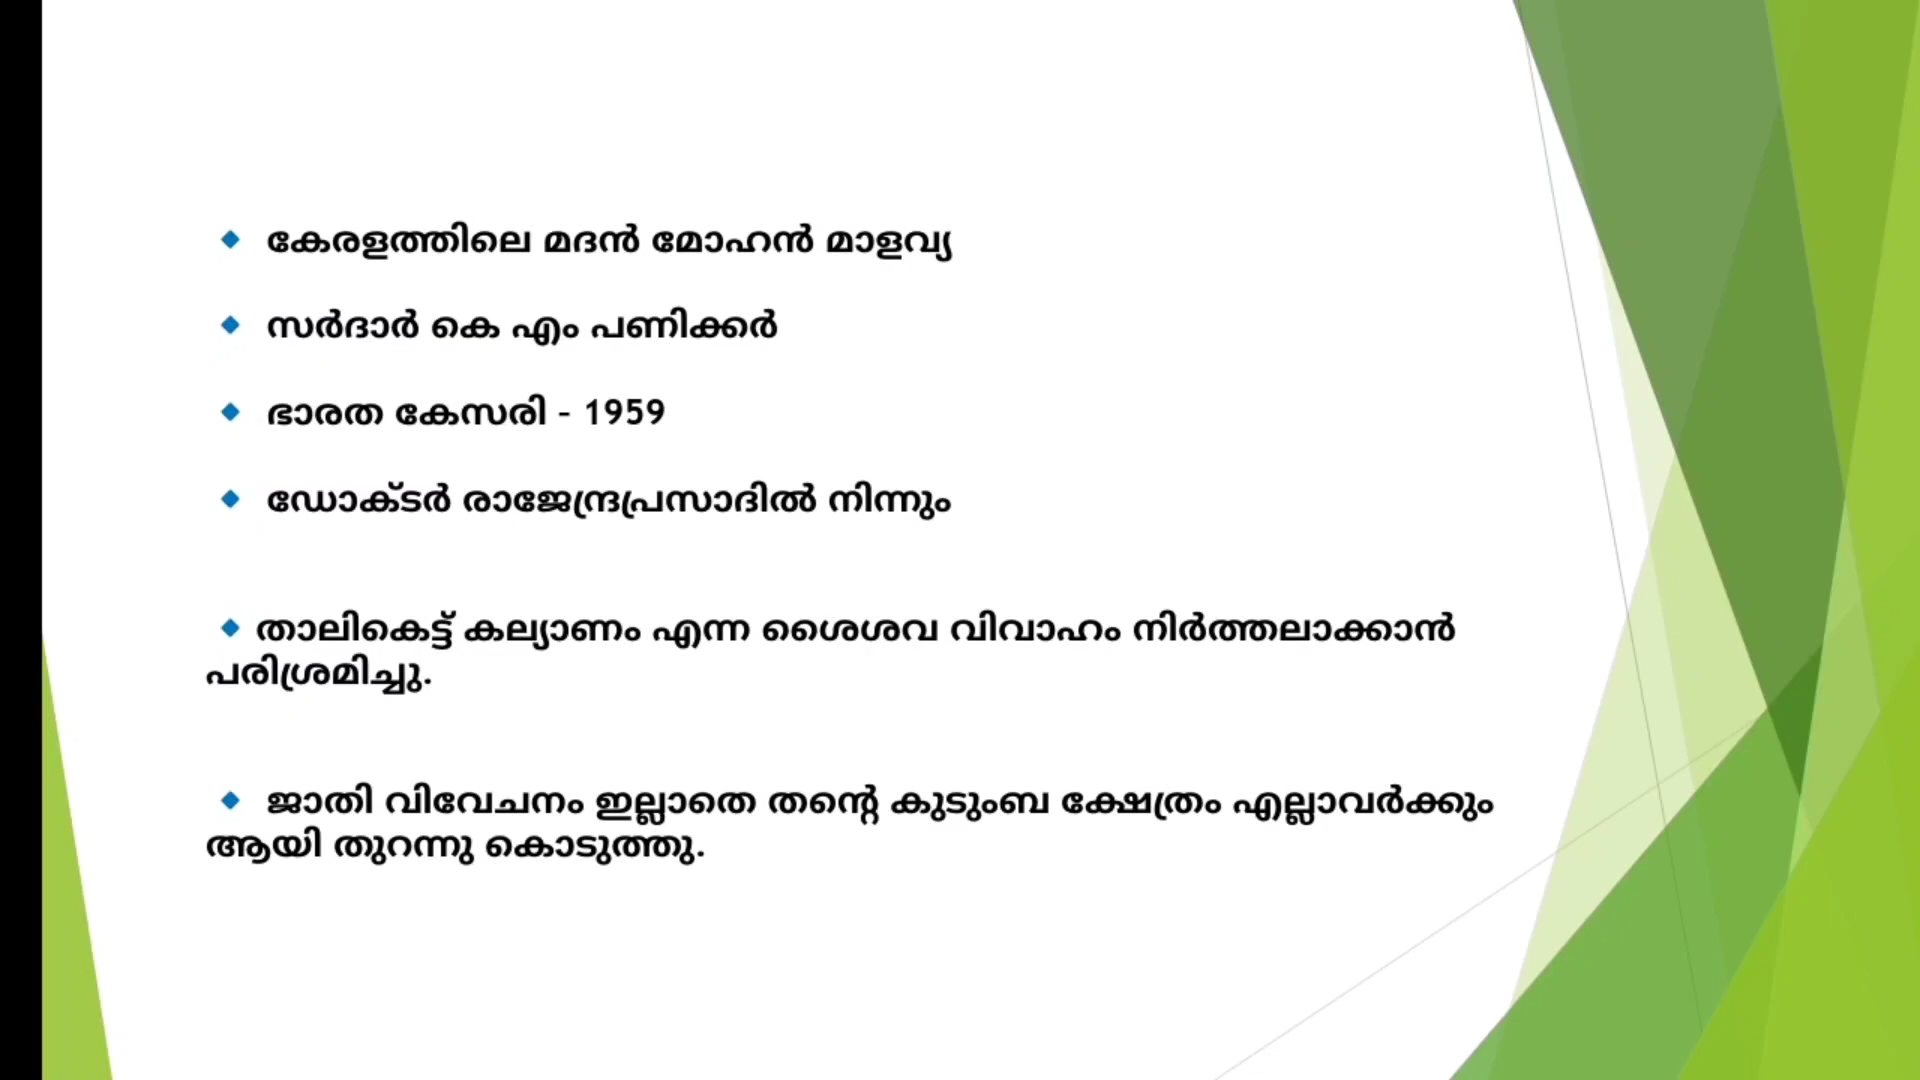 കേരളത്തിലെ മദൻ മോഹൻ മാളവ്യ
സർദാർ കെ എം പണിക്കർ
ഭാരത കേസരി - 1959
ഡോക്ടർ രാജേന്ദ്രപ്രസാദിൽ നിന്നും
താലികെട്ട് കല്യാണം എന്ന ശൈശവ വിവാഹം നിർത്തലാക്കാൻ
പരിശ്രമിച്ചു.
ജാതി വിവേചനം ഇല്ലാതെ തന്റെ കുടുംബ ക്ഷേത്രം എല്ലാവർക്കും
ആയി തുറന്നു കൊടുത്തു.